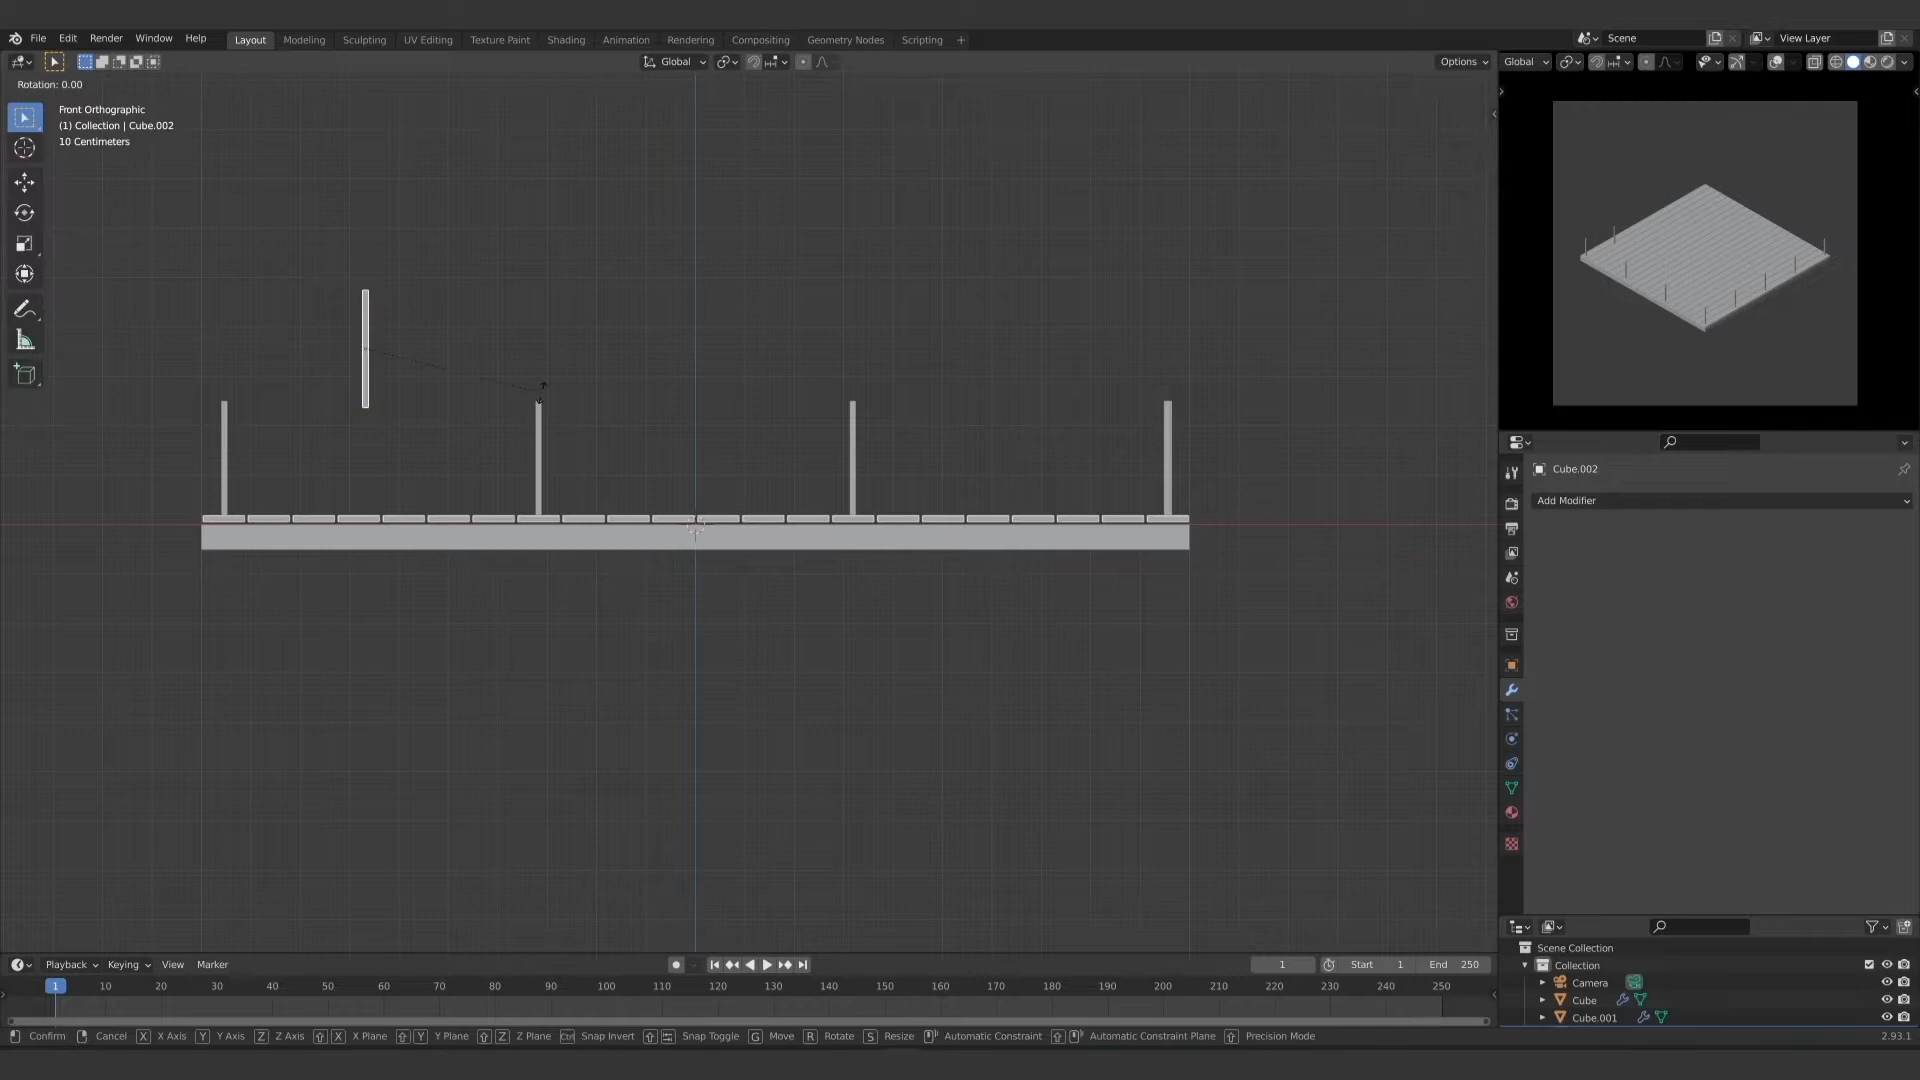 File Edit Render Window Help Layout Modeling Sculpting UV Editing Texture Paint Shading Animation Rendering Compositing Geometry Nodes Scripting + Scene View Layer
Global Options Global
Rotation: 0.00
Front Orthographic
(1) Collection | Cube.002
10 Centimeters
Cube.002
Add Modifier
Scene Collection
Collection
Camera
Cube
Cube.001
Playback Keying View Marker 1 Start 1 End 250
1 10 20 30 40 50 60 70 80 90 100 110 120 130 140 150 160 170 180 190 200 210 220 230 240 250
Confirm Cancel X X Axis Y Y Axis Z Z Axis X X Plane Y Y Plane Z Z Plane Ctrl Snap Invert Snap Toggle G Move R Rotate S Resize Automatic Constraint Automatic Constraint Plane Precision Mode 2.93.1